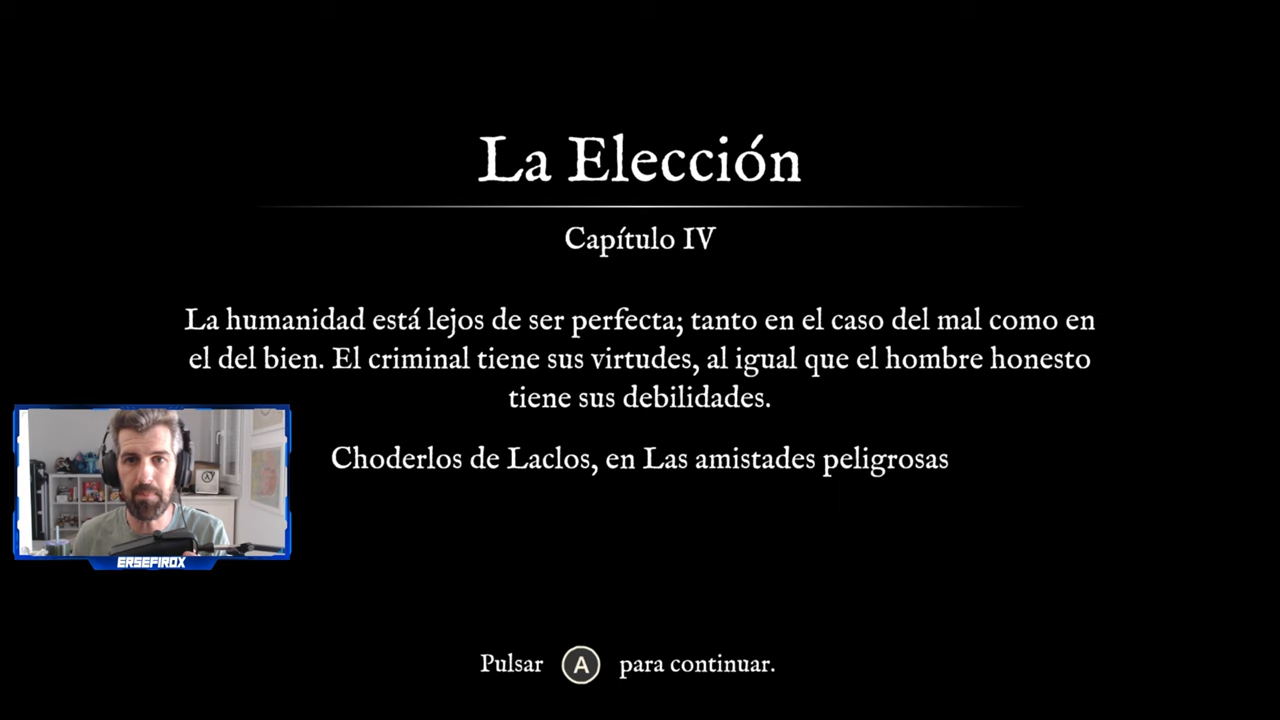 La Elección
Capítulo IV
La humanidad está lejos de ser perfecta; tanto en el caso del mal como en
el del bien. El criminal tiene sus virtudes, al igual que el hombre honesto
tiene sus debilidades.
Choderlos de Laclos, en Las amistades peligrosas
ERSEFIROX
Pulsar A para continuar.